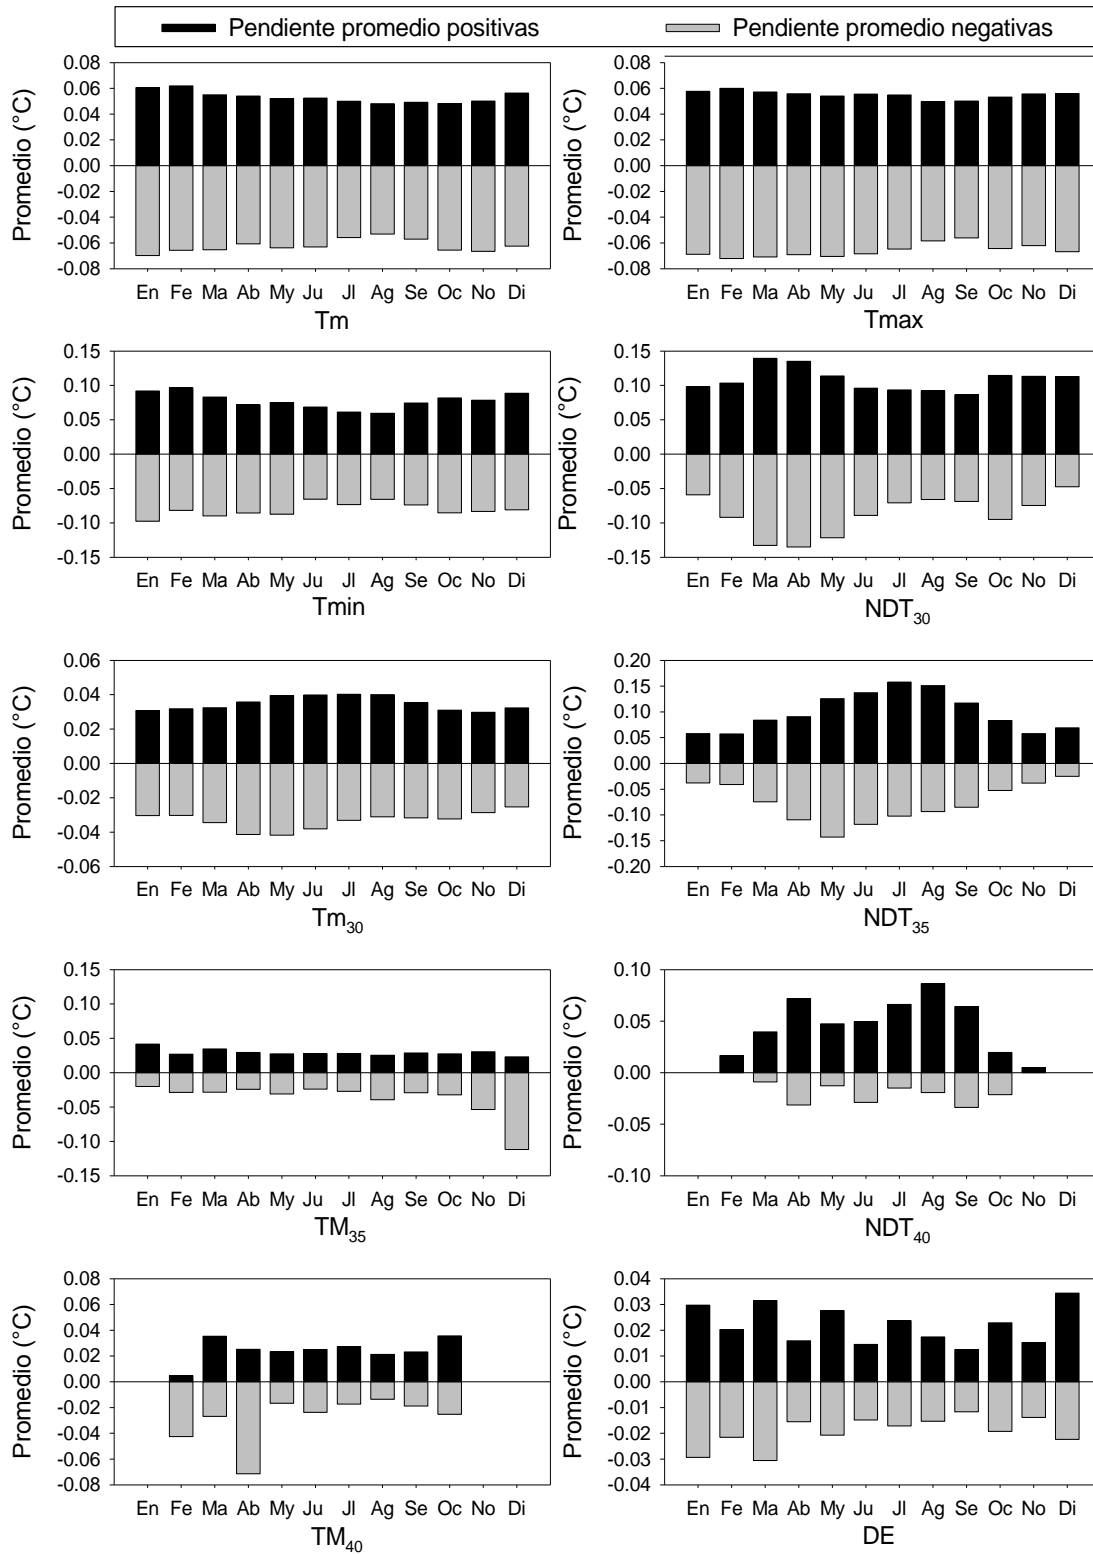 Pendiente promedio positivas
Pendiente promedio negativas
Promedio (°C)
0.08
0.06
0.04
0.02
0.00
-0.02
-0.04
-0.06
-0.08
En Fe Ma Ab My Ju Jl Ag Se Oc No Di
Tm
Promedio (°C)
0.08
0.06
0.04
0.02
0.00
-0.02
-0.04
-0.06
-0.08
En Fe Ma Ab My Ju Jl Ag Se Oc No Di
Tmax
Promedio (°C)
0.15
0.10
0.05
0.00
-0.05
-0.10
-0.15
En Fe Ma Ab My Ju Jl Ag Se Oc No Di
Tmin
Promedio (°C)
0.15
0.10
0.05
0.00
-0.05
-0.10
-0.15
En Fe Ma Ab My Ju Jl Ag Se Oc No Di
NDT30
Promedio (°C)
0.06
0.04
0.02
0.00
-0.02
-0.04
-0.06
En Fe Ma Ab My Ju Jl Ag Se Oc No Di
Tm30
Promedio (°C)
0.20
0.15
0.10
0.05
0.00
-0.05
-0.10
-0.15
-0.20
En Fe Ma Ab My Ju Jl Ag Se Oc No Di
NDT35
Promedio (°C)
0.15
0.10
0.05
0.00
-0.05
-0.10
-0.15
En Fe Ma Ab My Ju Jl Ag Se Oc No Di
TM35
Promedio (°C)
0.10
0.05
0.00
-0.05
-0.10
En Fe Ma Ab My Ju Jl Ag Se Oc No Di
NDT40
Promedio (°C)
0.08
0.06
0.04
0.02
0.00
-0.02
-0.04
-0.06
-0.08
En Fe Ma Ab My Ju Jl Ag Se Oc No Di
TM40
Promedio (°C)
0.04
0.03
0.02
0.01
0.00
-0.01
-0.02
-0.03
-0.04
En Fe Ma Ab My Ju Jl Ag Se Oc No Di
DE